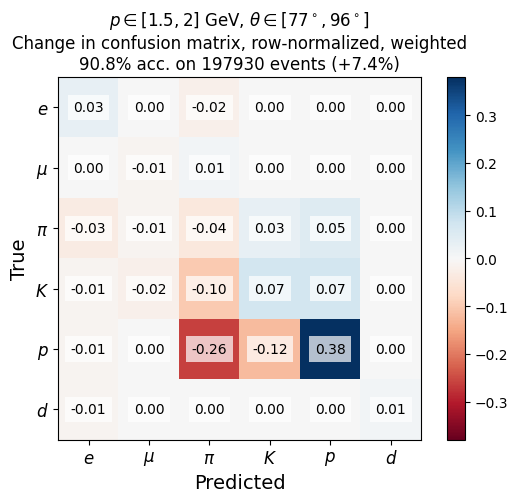 p ∈ [1.5, 2] GeV, θ ∈ [77°, 96°]
Change in confusion matrix, row-normalized, weighted
90.8% acc. on 197930 events (+7.4%)
e 0.03 0.00 -0.02 0.00 0.00 0.00
μ 0.00 -0.01 0.01 0.00 0.00 0.00
π -0.03 -0.01 -0.04 0.03 0.05 0.00
K -0.01 -0.02 -0.10 0.07 0.07 0.00
p -0.01 0.00 -0.26 -0.12 0.38 0.00
d -0.01 0.00 0.00 0.00 0.00 0.01
e μ π K p d
True
Predicted
0.3
0.2
0.1
0.0
−0.1
−0.2
−0.3